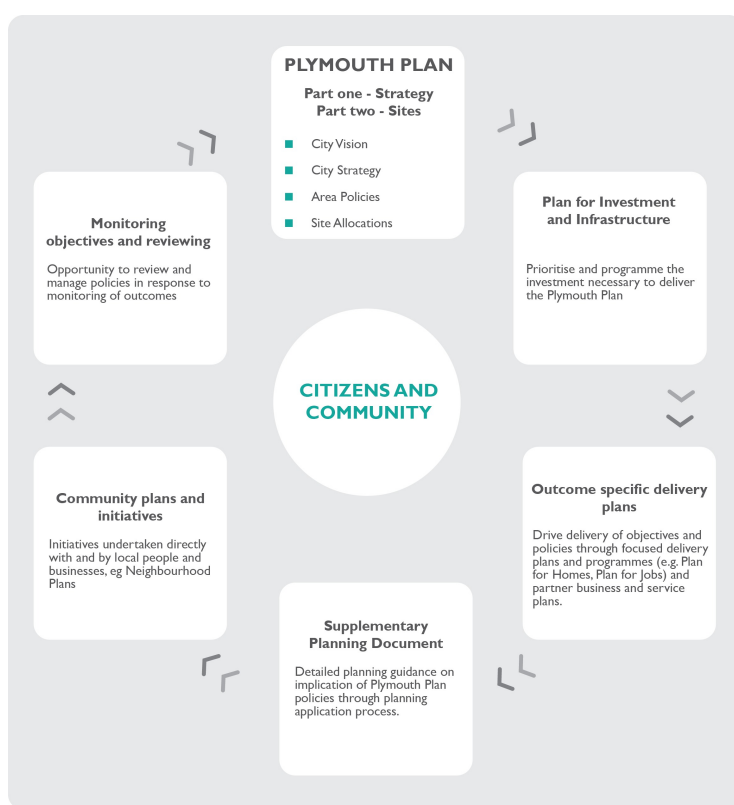 PLYMOUTH PLAN
Part one - Strategy
Part two - Sites
City Vision
City Strategy
Area Policies
Site Allocations
Plan for Investment
and Infrastructure
Prioritise and programme the
investment necessary to deliver
the Plymouth Plan
Outcome specific delivery
plans
Drive delivery of objectives and
policies through focused delivery
plans and programmes (e.g. Plan
for Homes, Plan for Jobs) and
partner business and service
plans.
Supplementary
Planning Document
Detailed planning guidance on
implication of Plymouth Plan
policies through planning
application process.
Community plans and
initiatives
Initiatives undertaken directly
with and by local people and
businesses, eg Neighbourhood
Plans
Monitoring
objectives and reviewing
Opportunity to review and
manage policies in response to
monitoring of outcomes
CITIZENS AND
COMMUNITY